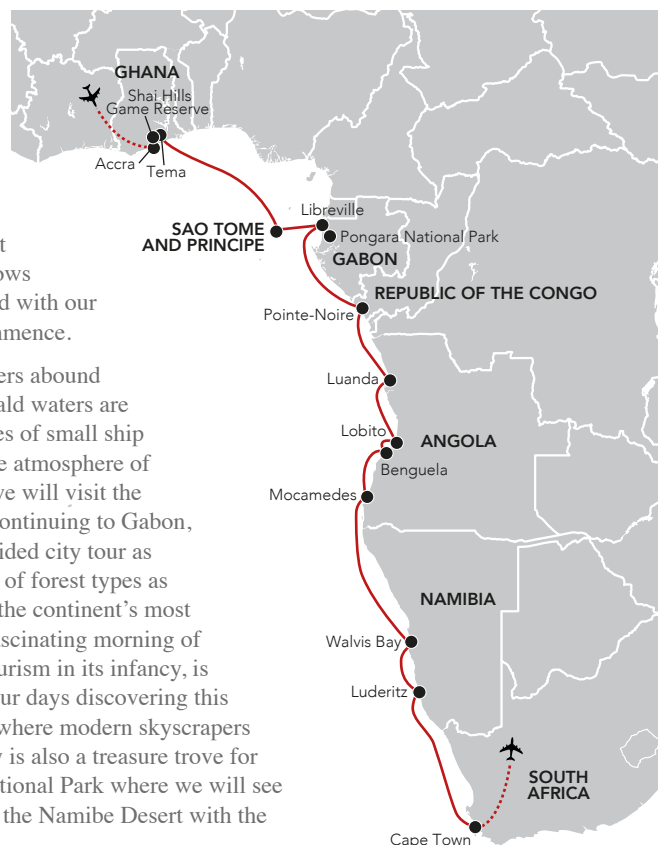 GHANA
Shai Hills
Game Reserve
Accra
Tema
Libreville
SAO TOME
AND PRINCIPE
Pongara National Park
GABON
REPUBLIC OF THE CONGO
Pointe-Noire
Luanda
Lobito
ANGOLA
Benguela
Mocamedes
NAMIBIA
Walvis Bay
Luderitz
SOUTH
AFRICA
Cape Town
t
ows
d with our
nmence.
ers abound
ald waters are
es of small ship
e atmosphere of
we will visit the
ontinuing to Gabon,
ided city tour as
of forest types as
the continent's most
ascinating morning of
urism in its infancy, is
ur days discovering this
where modern skyscrapers
y is also a treasure trove for
ational Park where we will see
the Namibe Desert with the